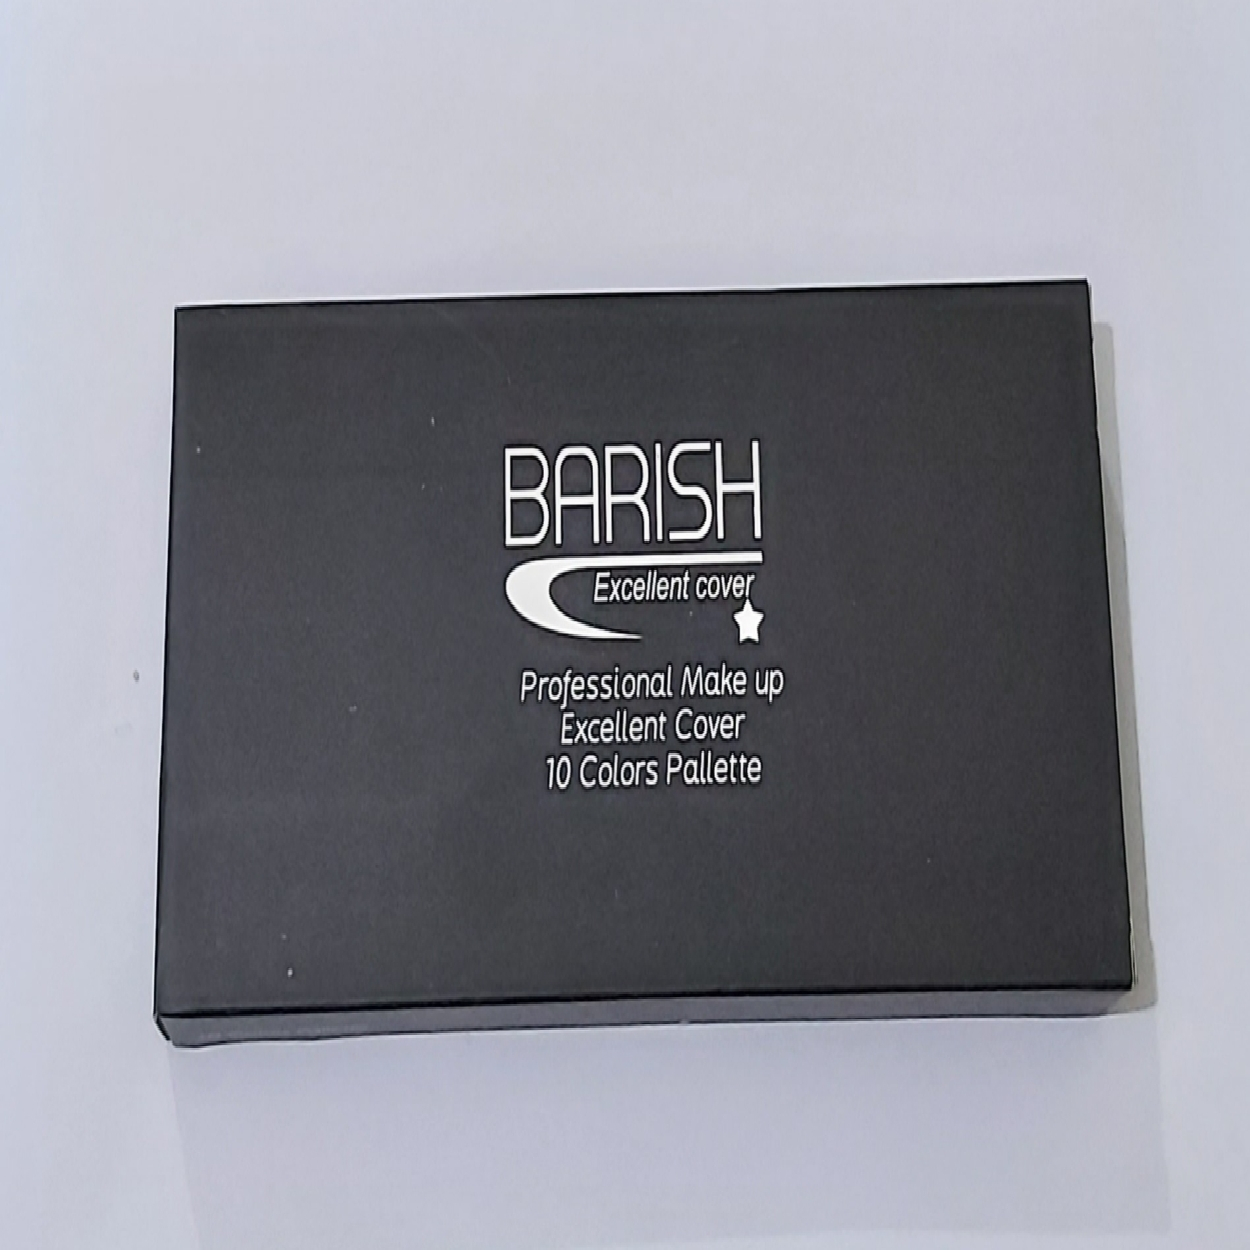 BARISH
Excellent cover
Professional Make up
Excellent Cover
10 Colors Pallette